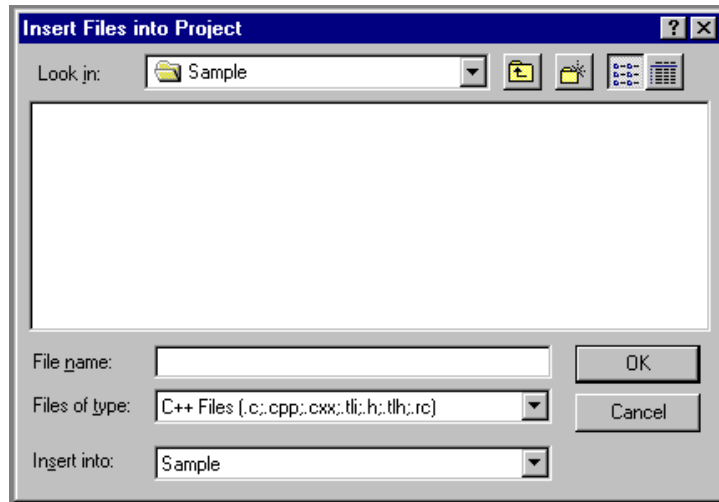 Insert Files into Project
Look in: Sample
File name: OK
Files of type: C++ Files (.c;.cpp;.cxx;.tli;.h;.tlh;.rc) Cancel
Insert into: Sample